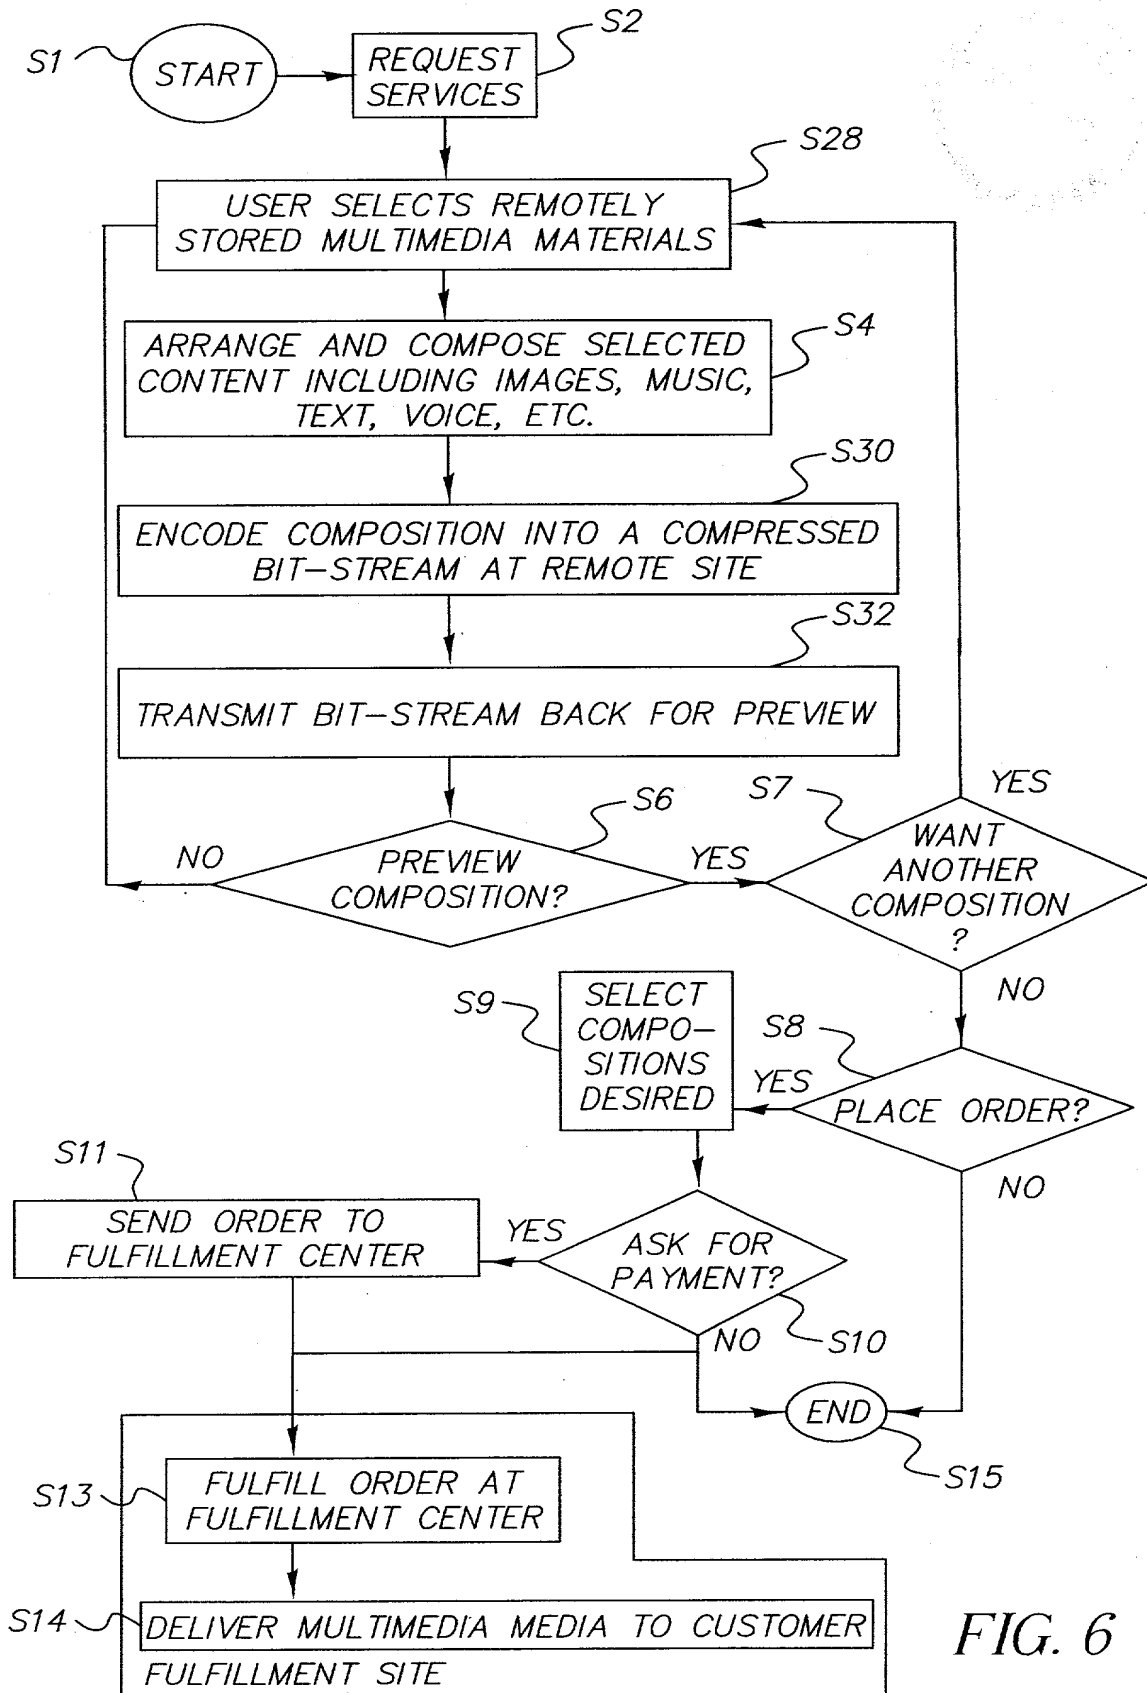 S1
START
REQUEST
SERVICES
S2
S28
USER SELECTS REMOTELY
STORED MULTIMEDIA MATERIALS
S4
ARRANGE AND COMPOSE SELECTED
CONTENT INCLUDING IMAGES, MUSIC,
TEXT, VOICE, ETC.
S30
ENCODE COMPOSITION INTO A COMPRESSED
BIT-STREAM AT REMOTE SITE
S32
TRANSMIT BIT-STREAM BACK FOR PREVIEW
S6
NO
PREVIEW
COMPOSITION?
YES
S7
YES
WANT
ANOTHER
COMPOSITION
?
NO
S9
SELECT
COMPO-
SITIONS
DESIRED
S8
YES
PLACE ORDER?
NO
S11
SEND ORDER TO
FULFILLMENT CENTER
YES
ASK FOR
PAYMENT?
NO
S10
END
S15
S13
FULFILL ORDER AT
FULFILLMENT CENTER
S14
DELIVER MULTIMEDIA MEDIA TO CUSTOMER
FULFILLMENT SITE
FIG. 6